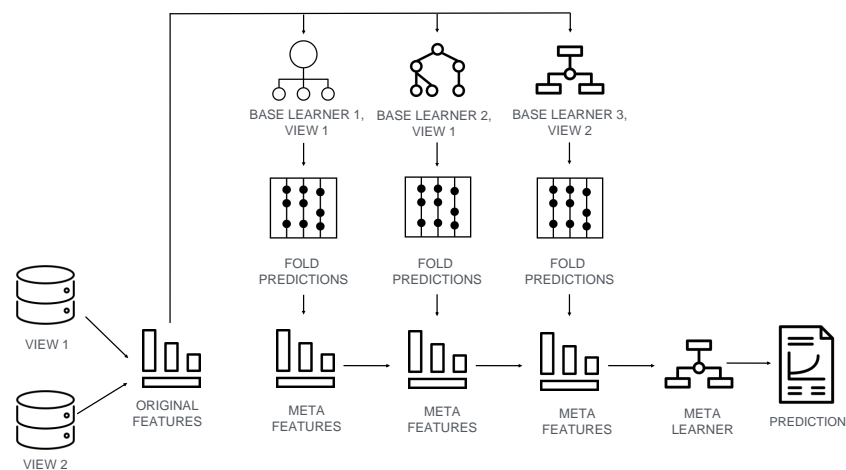 BASE LEARNER 1,
VIEW 1
BASE LEARNER 2,
VIEW 1
BASE LEARNER 3,
VIEW 2
FOLD
PREDICTIONS
FOLD
PREDICTIONS
FOLD
PREDICTIONS
VIEW 1
VIEW 2
ORIGINAL
FEATURES
META
FEATURES
META
FEATURES
META
FEATURES
META
LEARNER
PREDICTION